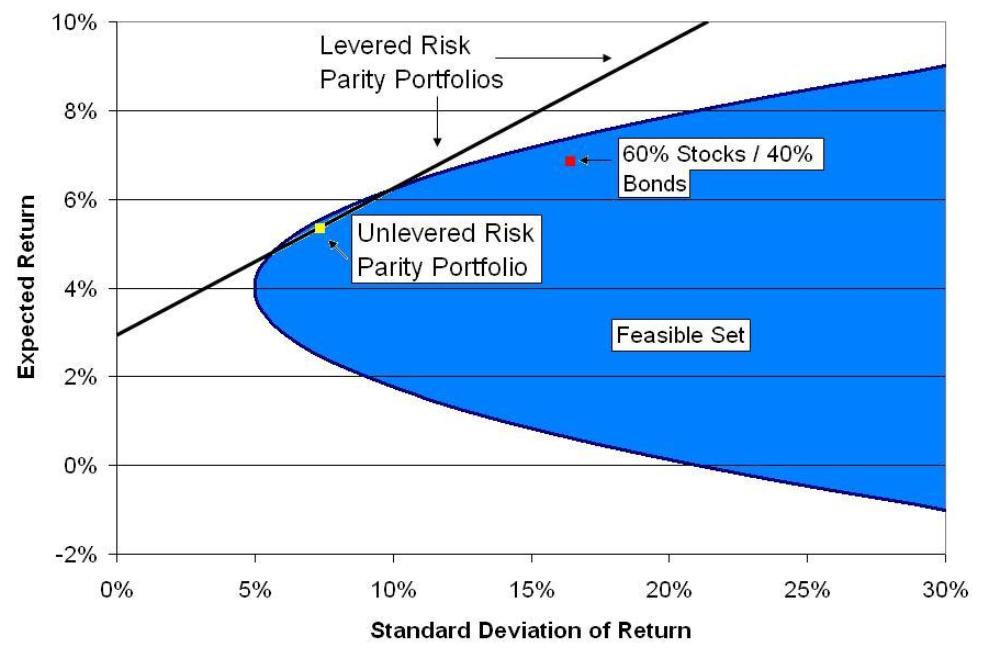 10%
8%
6%
4%
2%
0%
-2%
Expected Return
Levered Risk
Parity Portfolios
60% Stocks / 40%
Bonds
Unlevered Risk
Parity Portfolio
Feasible Set
0%
5%
10%
15%
20%
25%
30%
Standard Deviation of Return